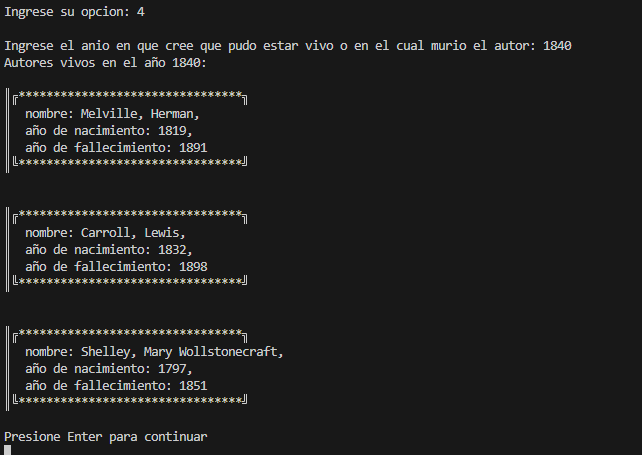 Ingrese su opcion: 4
Ingrese el anio en que cree que pudo estar vivo o en el cual murio el autor: 1840
Autores vivos en el año 1840:
║╔********************************╗
║ nombre: Melville, Herman,
║ año de nacimiento: 1819,
║ año de fallecimiento: 1891
║╚********************************╝
║╔********************************╗
║ nombre: Carroll, Lewis,
║ año de nacimiento: 1832,
║ año de fallecimiento: 1898
║╚********************************╝
║╔********************************╗
║ nombre: Shelley, Mary Wollstonecraft,
║ año de nacimiento: 1797,
║ año de fallecimiento: 1851
║╚********************************╝
Presione Enter para continuar